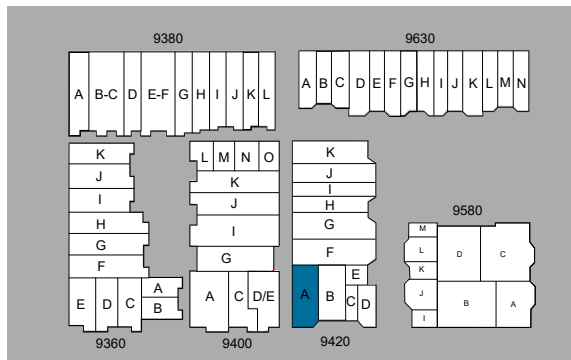 9380
A B-C D E-F G H I J K L
9630
A B C D E F G H I J K L M N
K
J
I
H
G
F
E D C
A
B
9360
L M N O
K
J
I
G
A C D/E
9400
K
J
I
H
G
F
A B
E
C D
9420
9580
M
L
K
J
I
D C
B A